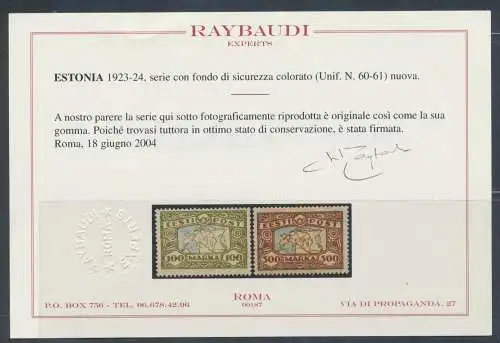 RAYBAUDI
EXPERTS
ESTONIA 1923-24, serie con fondo di sicurezza colorato (Unif. N. 60-61) nuova.
A nostro parere la serie qui sotto fotograficamente riprodotta è originale così come la sua
gomma. Poiché trovasi tuttora in ottimo stato di conservazione, è stata firmata.
Roma, 18 giugno 2004
EESTI POST EESTI POST
100 MARKA 100 300 MARKA 300
ROMA
00187
P.O. BOX 756 - TEL. 06.678.42.96 VIA DI PROPAGANDA, 27